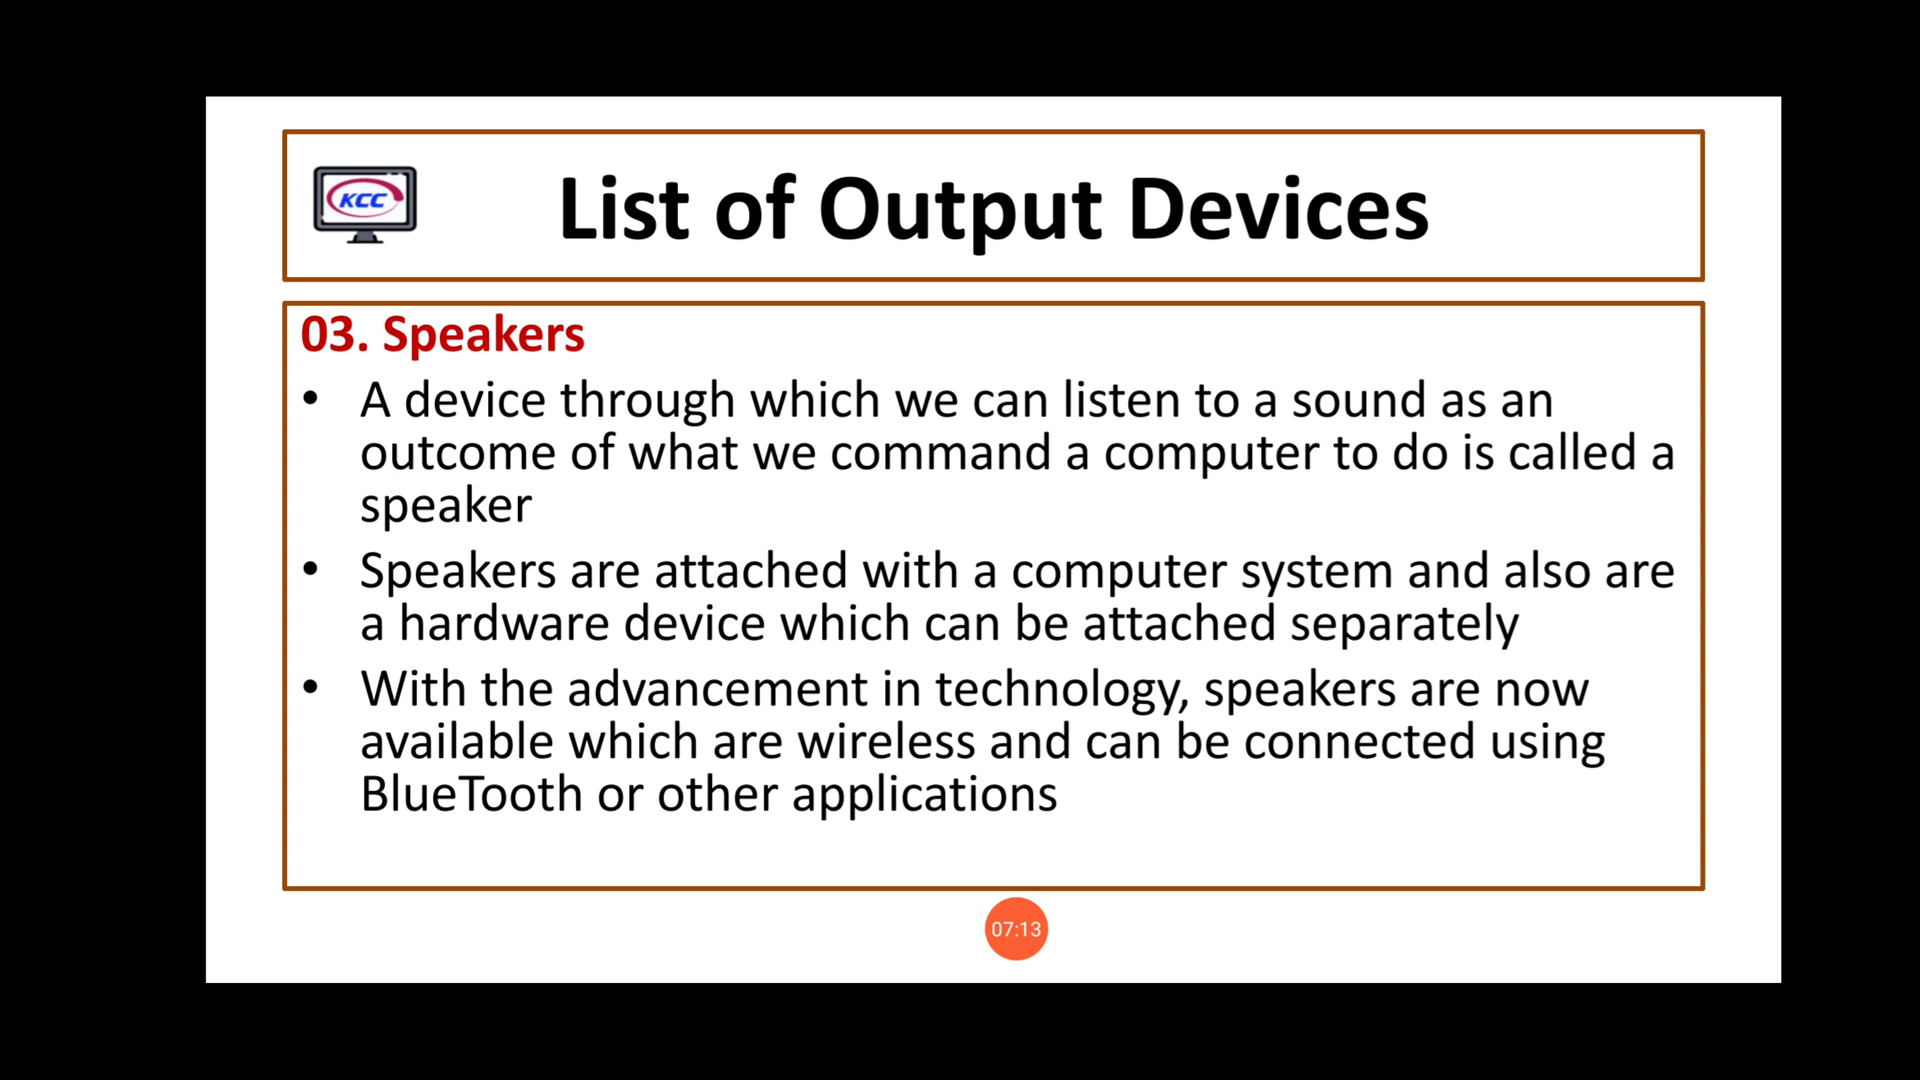 KCC
List of Output Devices
03. Speakers
• A device through which we can listen to a sound as an
outcome of what we command a computer to do is called a
speaker
• Speakers are attached with a computer system and also are
a hardware device which can be attached separately
• With the advancement in technology, speakers are now
available which are wireless and can be connected using
BlueTooth or other applications
07:13